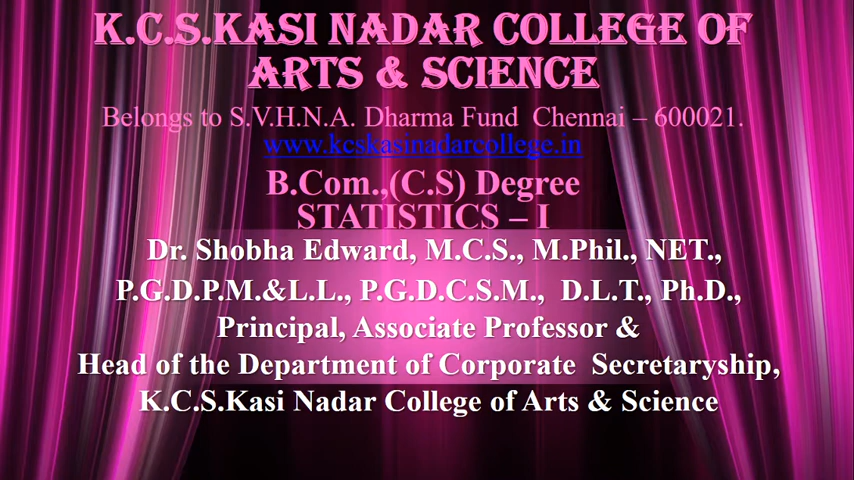 K.C.S.KASI NADAR COLLEGE OF
ARTS & SCIENCE
Belongs to S.V.H.N.A. Dharma Fund Chennai – 600021.
www.kcskasinadarcollege.in
B.Com.,(C.S) Degree
STATISTICS – I
Dr. Shobha Edward, M.C.S., M.Phil., NET.,
P.G.D.P.M.&L.L., P.G.D.C.S.M., D.L.T., Ph.D.,
Principal, Associate Professor &
Head of the Department of Corporate Secretaryship,
K.C.S.Kasi Nadar College of Arts & Science